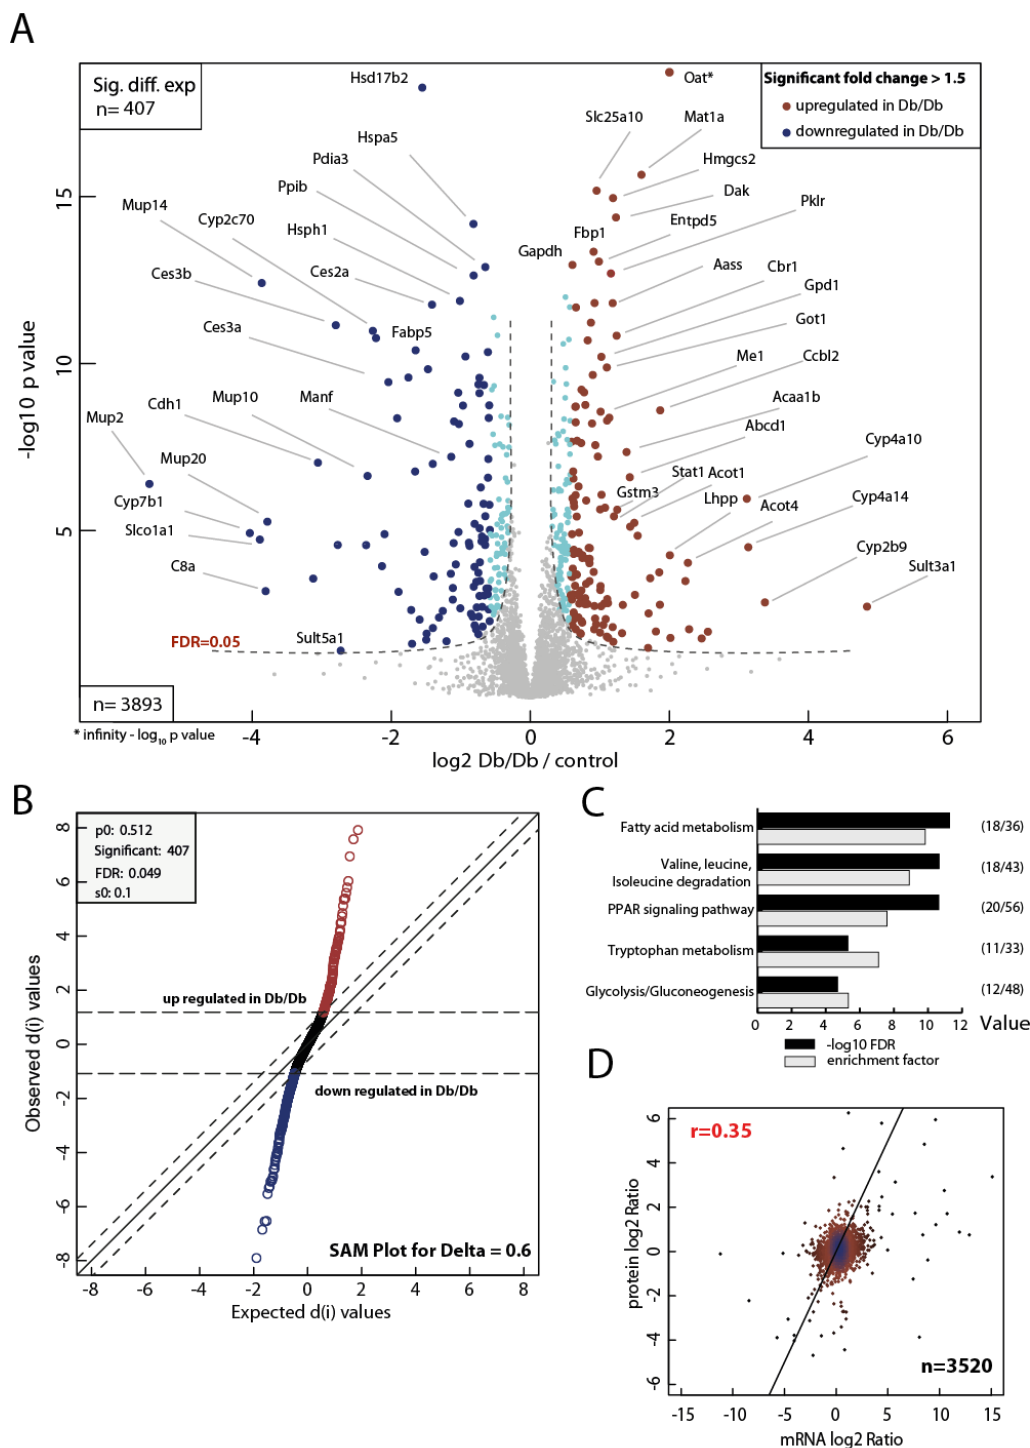 A
Sig. diff. exp
n= 407
Significant fold change > 1.5
upregulated in Db/Db
downregulated in Db/Db
Hsd17b2
Oat*
Slc25a10
Mat1a
Hspa5
Pdia3
Hmgcs2
Ppib
Dak
Mup14
Pklr
Cyp2c70
Hsph1
Fbp1
Entpd5
Gapdh
Ces3b
Ces2a
Aass
Cbr1
Gpd1
Ces3a
Fabp5
Got1
Me1
Ccbl2
Cdh1
Mup10
Manf
Acaa1b
Mup2
Abcd1
Cyp4a10
Mup20
Stat1
Acot1
Gstm3
Lhpp
Acot4
Cyp4a14
Cyp7b1
Slco1a1
C8a
Cyp2b9
Sult3a1
Sult5a1
FDR=0.05
n= 3893
15
10
5
-log10 p value
-4
-2
0
2
4
6
* infinity - log10 p value
log2 Db/Db / control
B
p0: 0.512
Significant: 407
FDR: 0.049
s0: 0.1
8
6
4
2
0
-2
-4
-6
-8
Observed d(i) values
up regulated in Db/Db
down regulated in Db/Db
SAM Plot for Delta = 0.6
-8
-6
-4
-2
0
2
4
6
8
Expected d(i) values
C
Fatty acid metabolism
(18/36)
Valine, leucine,
Isoleucine degradation
(18/43)
PPAR signaling pathway
(20/56)
Tryptophan metabolism
(11/33)
Glycolysis/Gluconeogenesis
(12/48)
0
2
4
6
8
10
12
Value
-log10 FDR
enrichment factor
D
r=0.35
6
4
2
0
-2
-4
-6
protein log2 Ratio
n=3520
-15
-10
-5
0
5
10
15
mRNA log2 Ratio